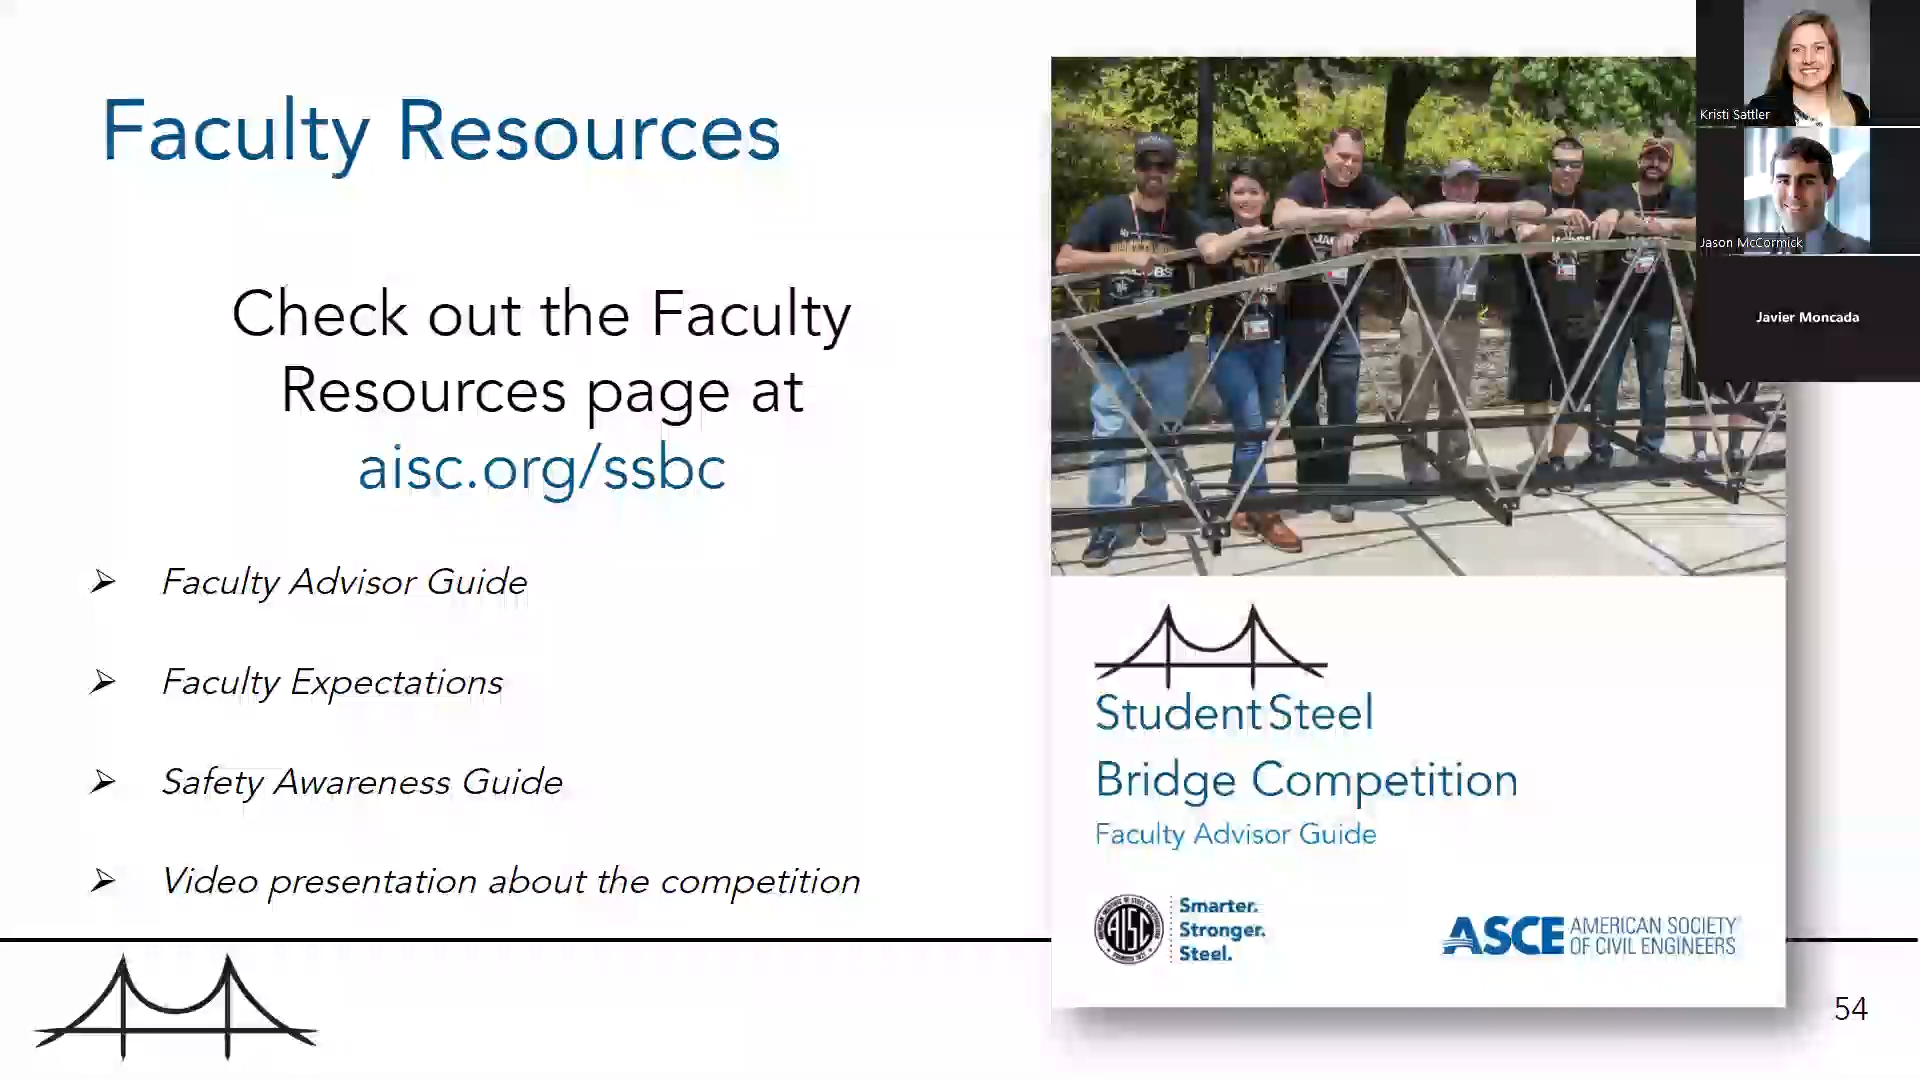 Faculty Resources
Check out the Faculty
Resources page at
aisc.org/ssbc
➢ Faculty Advisor Guide
➢ Faculty Expectations
➢ Safety Awareness Guide
➢ Video presentation about the competition
Student Steel
Bridge Competition
Faculty Advisor Guide
AISC
Smarter.
Stronger.
Steel.
ASCE AMERICAN SOCIETY
OF CIVIL ENGINEERS
54
Kristi Sattler
Jason McCormick
Javier Moncada